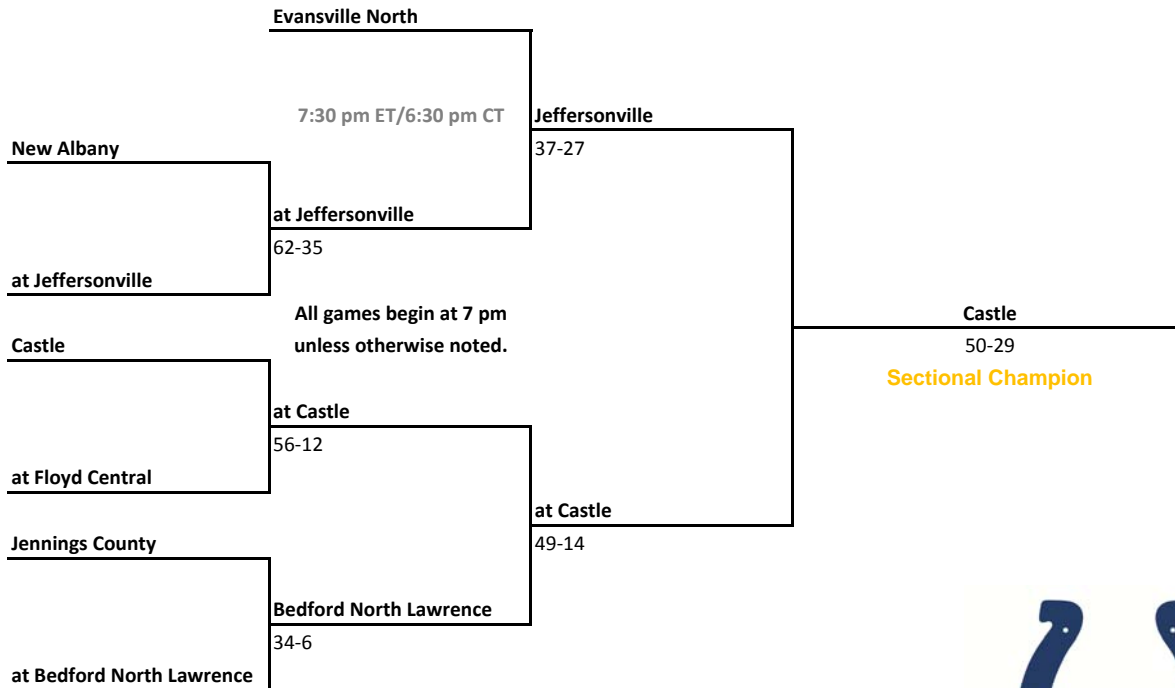 Evansville North
7:30 pm ET/6:30 pm CT
Jeffersonville
New Albany
37-27
at Jeffersonville
62-35
at Jeffersonville
All games begin at 7 pm
Castle
Castle
unless otherwise noted.
50-29
Sectional Champion
at Castle
56-12
at Floyd Central
at Castle
Jennings County
49-14
Bedford North Lawrence
34-6
at Bedford North Lawrence